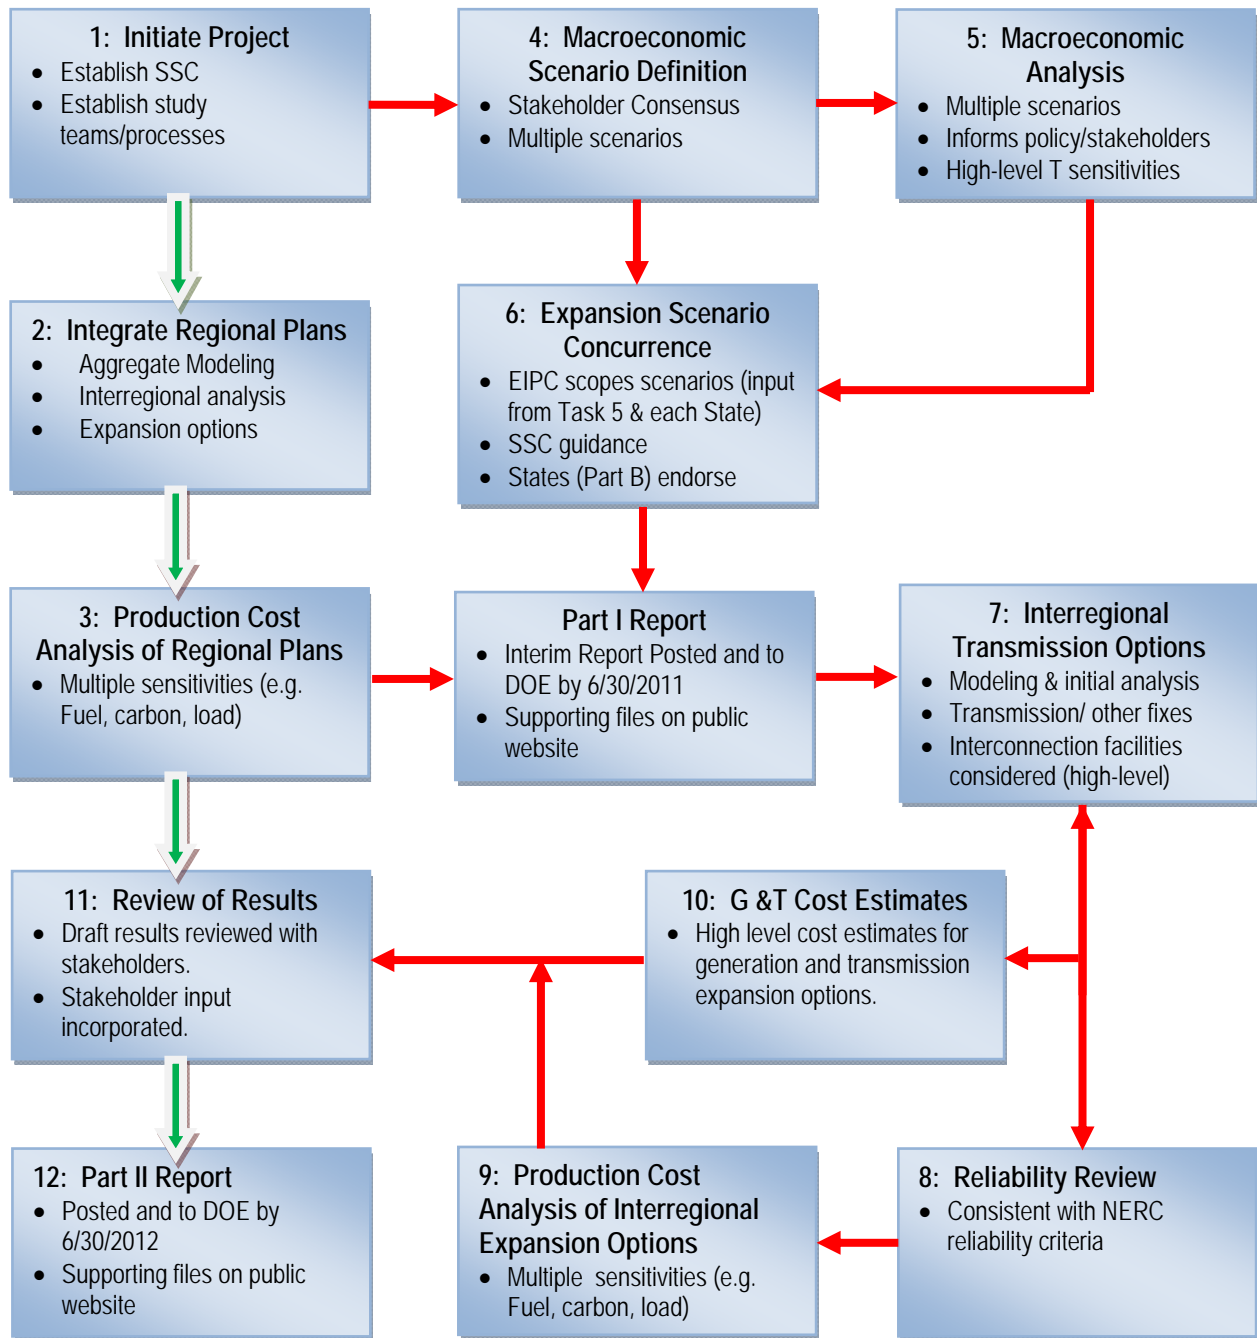 1: Initiate Project
• Establish SSC
• Establish study
teams/processes
4: Macroeconomic
Scenario Definition
• Stakeholder Consensus
• Multiple scenarios
5: Macroeconomic
Analysis
• Multiple scenarios
• Informs policy/stakeholders
• High-level T sensitivities
2: Integrate Regional Plans
• Aggregate Modeling
• Interregional analysis
• Expansion options
6: Expansion Scenario
Concurrence
• EIPC scopes scenarios (input
from Task 5 & each State)
• SSC guidance
• States (Part B) endorse
3: Production Cost
Analysis of Regional Plans
• Multiple sensitivities (e.g.
Fuel, carbon, load)
Part I Report
• Interim Report Posted and to
DOE by 6/30/2011
• Supporting files on public
website
7: Interregional
Transmission Options
• Modeling & initial analysis
• Transmission/ other fixes
• Interconnection facilities
considered (high-level)
11: Review of Results
• Draft results reviewed with
stakeholders.
• Stakeholder input
incorporated.
10: G &T Cost Estimates
• High level cost estimates for
generation and transmission
expansion options.
12: Part II Report
• Posted and to DOE by
6/30/2012
• Supporting files on public
website
9: Production Cost
Analysis of Interregional
Expansion Options
• Multiple sensitivities (e.g.
Fuel, carbon, load)
8: Reliability Review
• Consistent with NERC
reliability criteria